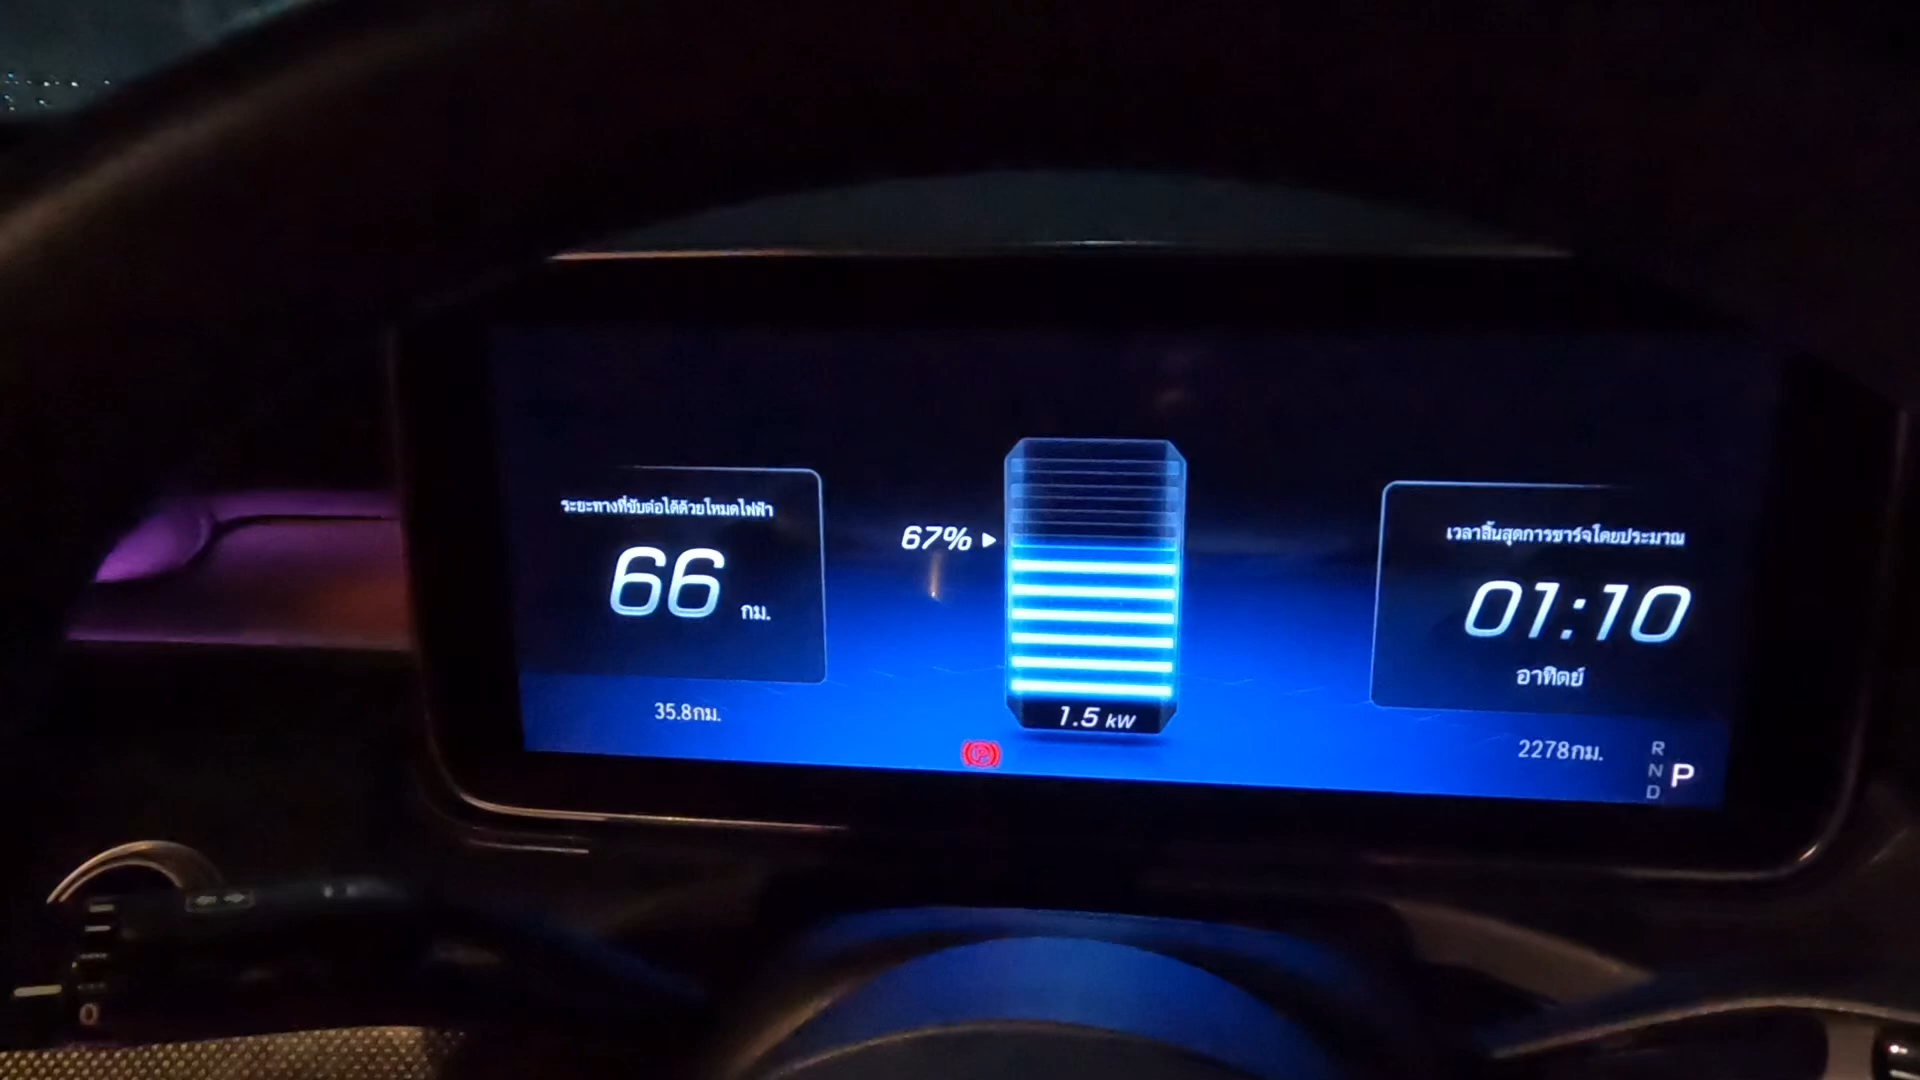 ระยะทางที่ขับต่อได้ด้วยโหมดไฟฟ้า
66 กม.
35.8กม.
67%
1.5 kW
เวลาสิ้นสุดการชาร์จโดยประมาณ
01:10
อาทิตย์
2278กม.
R
N P
D
P
0